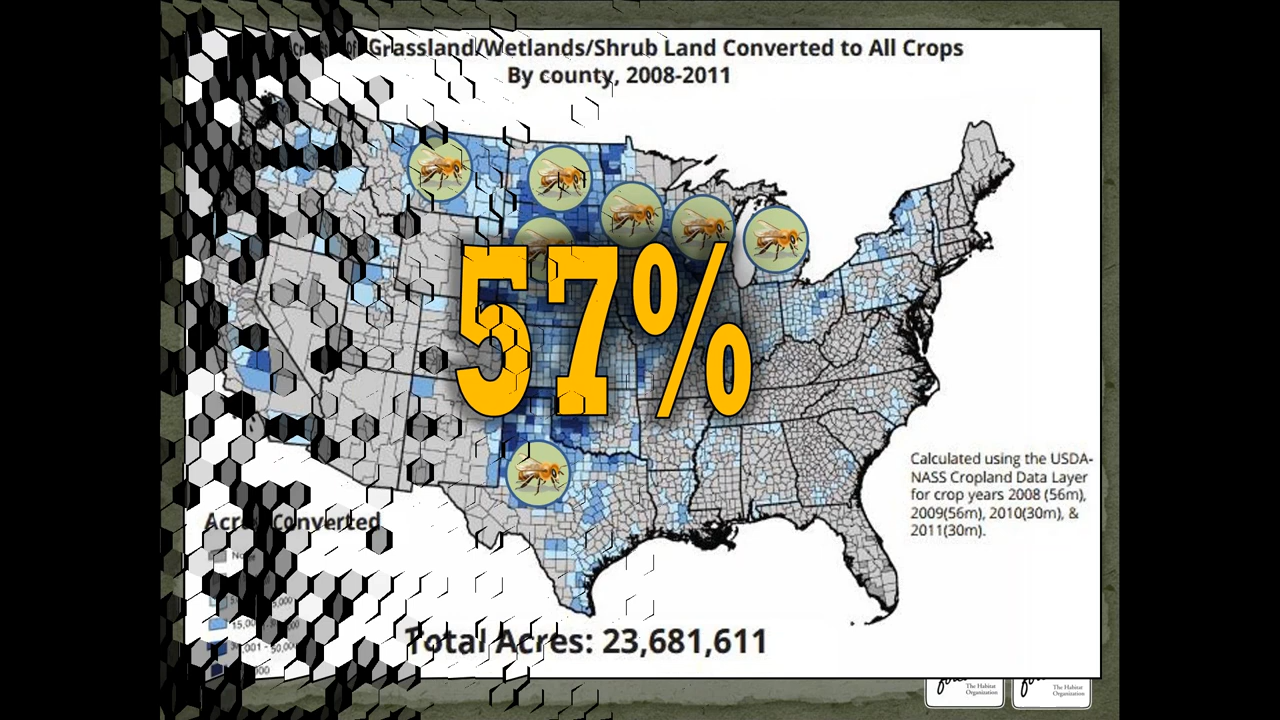 Grassland/Wetlands/Shrub Land Converted to All Crops
By county, 2008-2011
57%
Calculated using the USDA-
NASS Cropland Data Layer
for crop years 2008 (56m),
2009(56m), 2010(30m), &
2011(30m).
Converted
Total Acres: 23,681,611
The Habitat
Organization
The Habitat
Organization